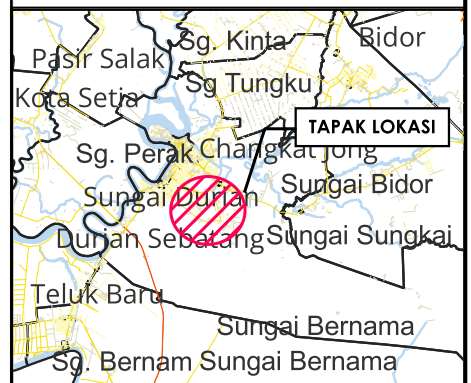 Sg. Kinta
Bidor
Pasir Salak
Sg Tungku
Kota Setia
TAPAK LOKASI
Sg. Perak
Changkat Jong
Sungai Durian
Sungai Bidor
Durian Sebatang
Sungai Sungkai
Teluk Baru
Sungai Bernama
Sg. Bernam
Sungai Bernama